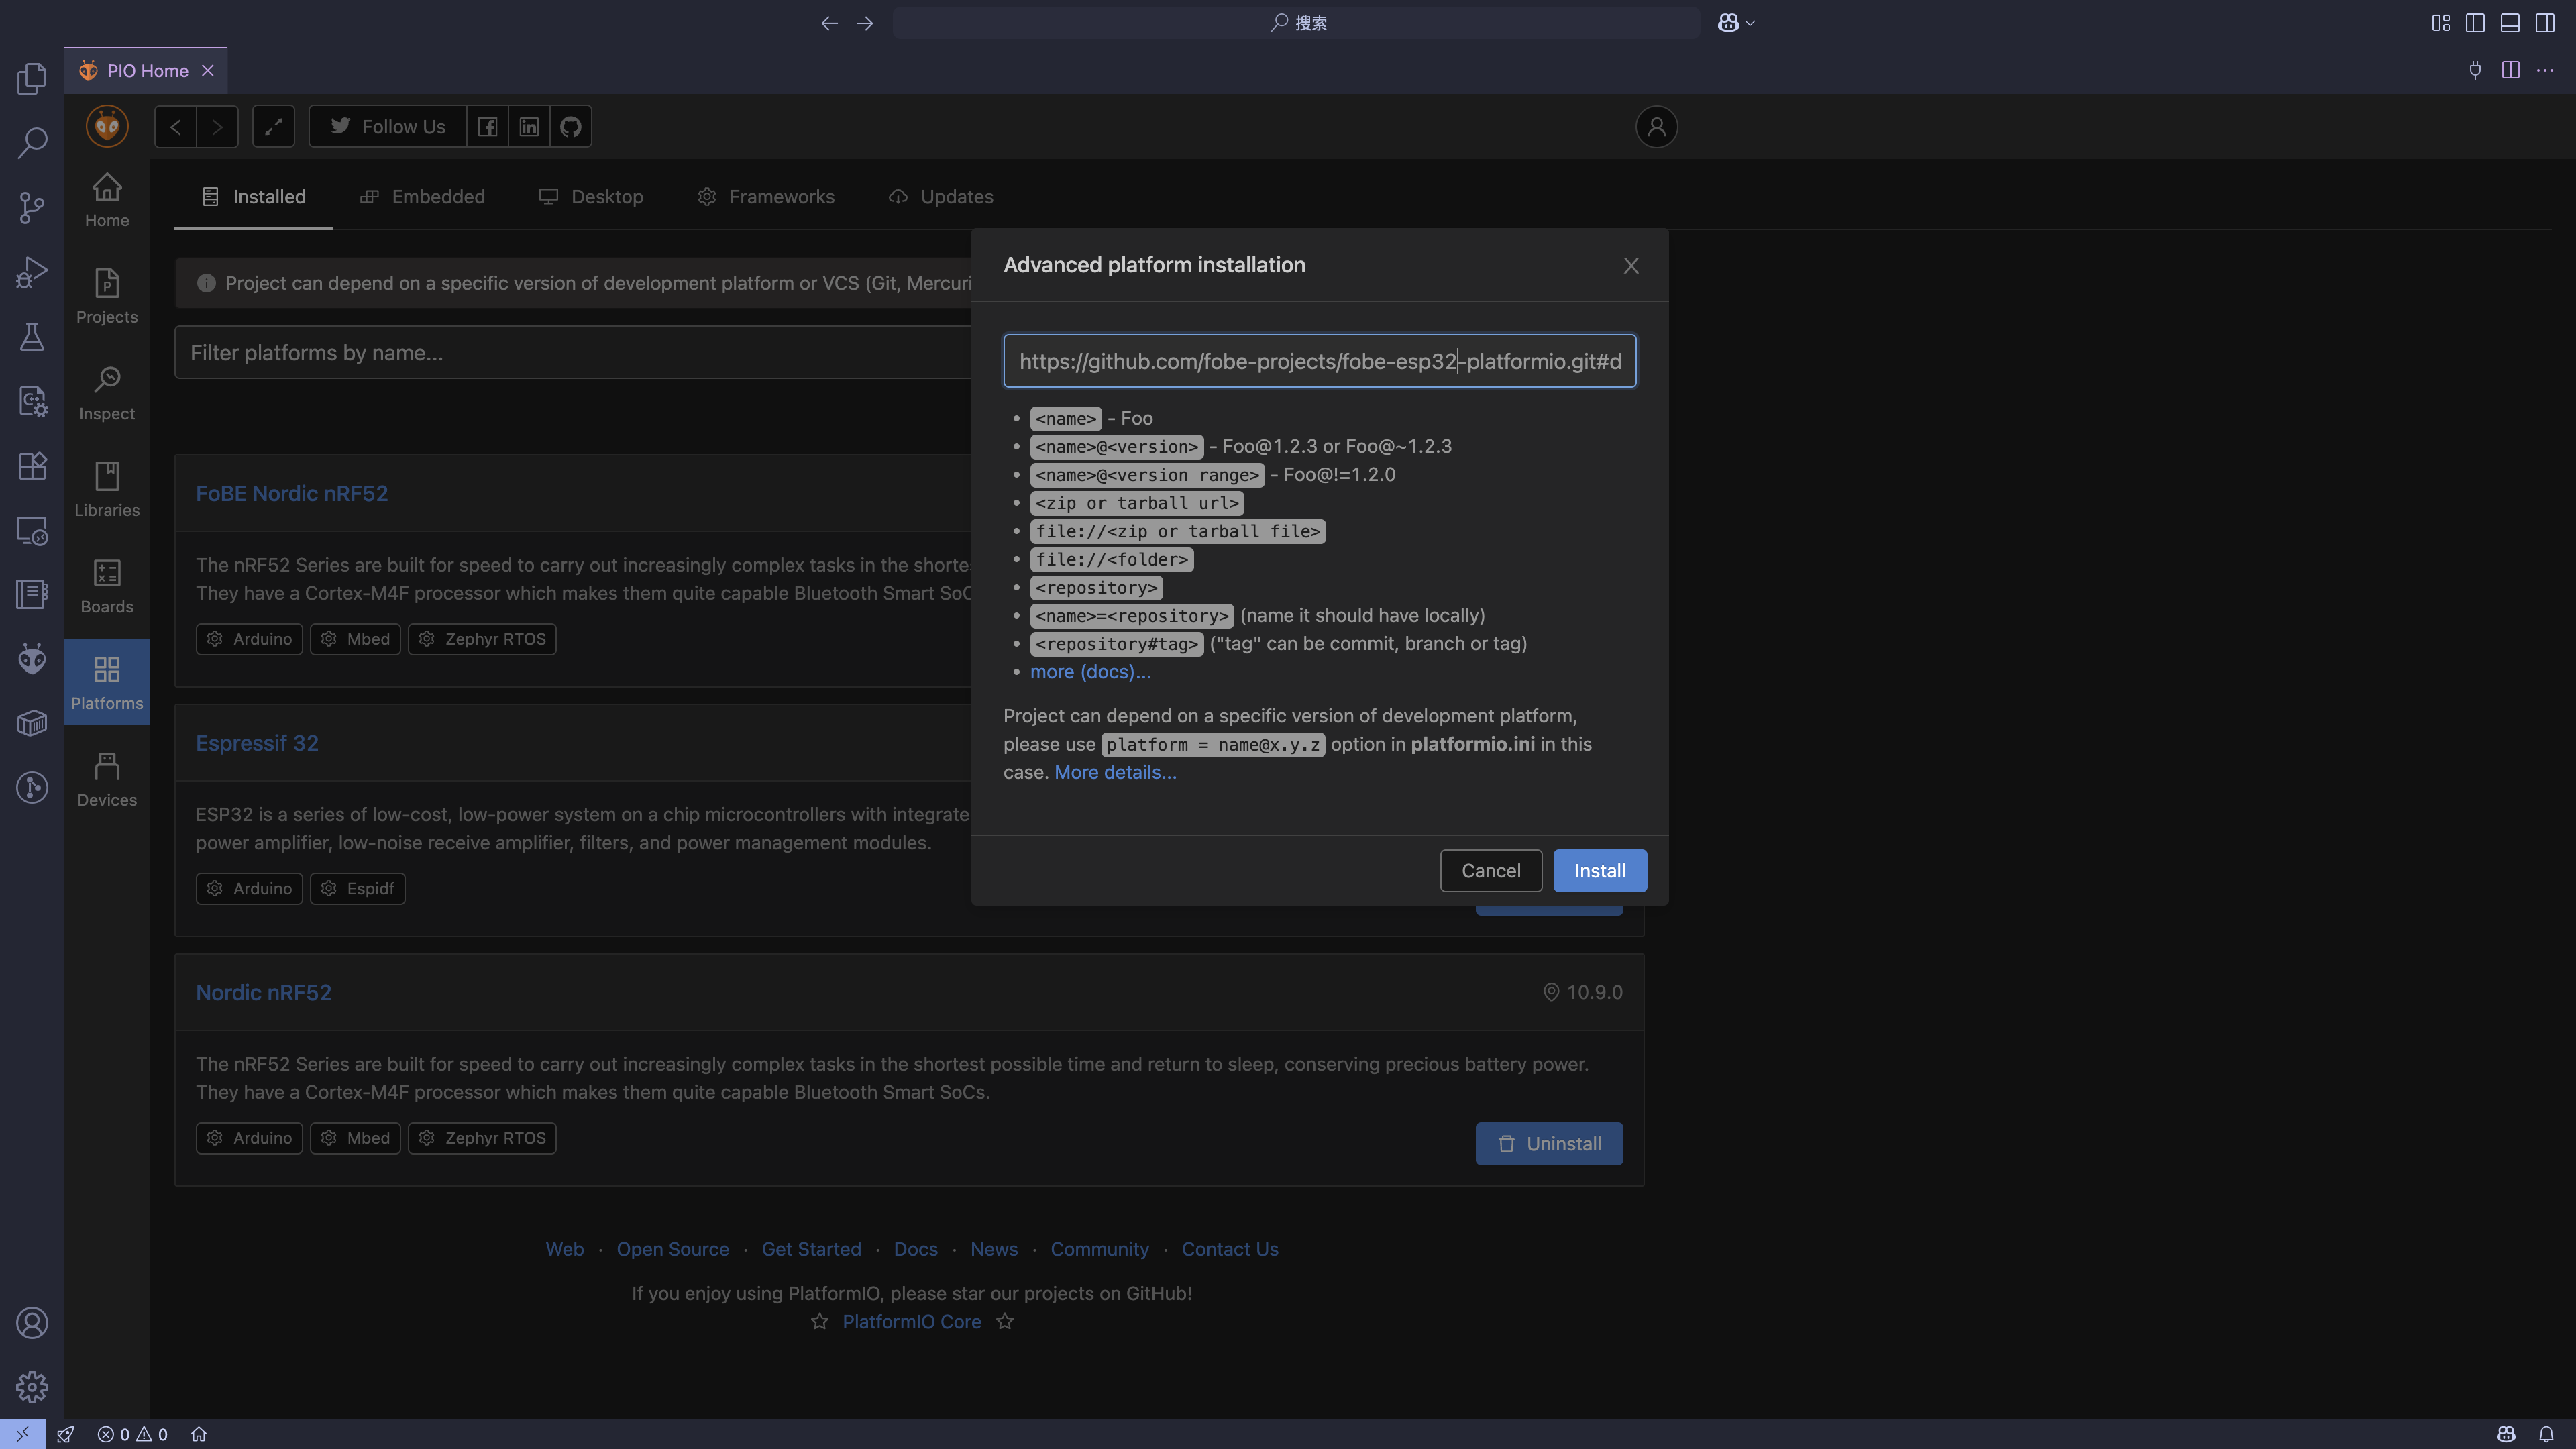 搜索
PIO Home
Follow Us
Home
Projects
Inspect
Libraries
Boards
Platforms
Devices
Installed
Embedded
Desktop
Frameworks
Updates
Project can depend on a specific version of development platform or VCS (Git, Mercuri
Filter platforms by name...
FoBE Nordic nRF52
The nRF52 Series are built for speed to carry out increasingly complex tasks in the shortes
They have a Cortex-M4F processor which makes them quite capable Bluetooth Smart SoC
Arduino
Mbed
Zephyr RTOS
Espressif 32
ESP32 is a series of low-cost, low-power system on a chip microcontrollers with integrate
power amplifier, low-noise receive amplifier, filters, and power management modules.
Arduino
Espidf
Nordic nRF52
10.9.0
The nRF52 Series are built for speed to carry out increasingly complex tasks in the shortest possible time and return to sleep, conserving precious battery power.
They have a Cortex-M4F processor which makes them quite capable Bluetooth Smart SoCs.
Arduino
Mbed
Zephyr RTOS
Uninstall
Web · Open Source · Get Started · Docs · News · Community · Contact Us
If you enjoy using PlatformIO, please star our projects on GitHub!
PlatformIO Core
Advanced platform installation
https://github.com/fobe-projects/fobe-esp32-platformio.git#d
<name> - Foo
<name>@<version> - Foo@1.2.3 or Foo@~1.2.3
<name>@<version range> - Foo@!=1.2.0
<zip or tarball url>
file://<zip or tarball file>
file://<folder>
<repository>
<name>=<repository> (name it should have locally)
<repository#tag> ("tag" can be commit, branch or tag)
more (docs)...
Project can depend on a specific version of development platform,
please use platform = name@x.y.z option in platformio.ini in this
case. More details...
Cancel
Install
0
0